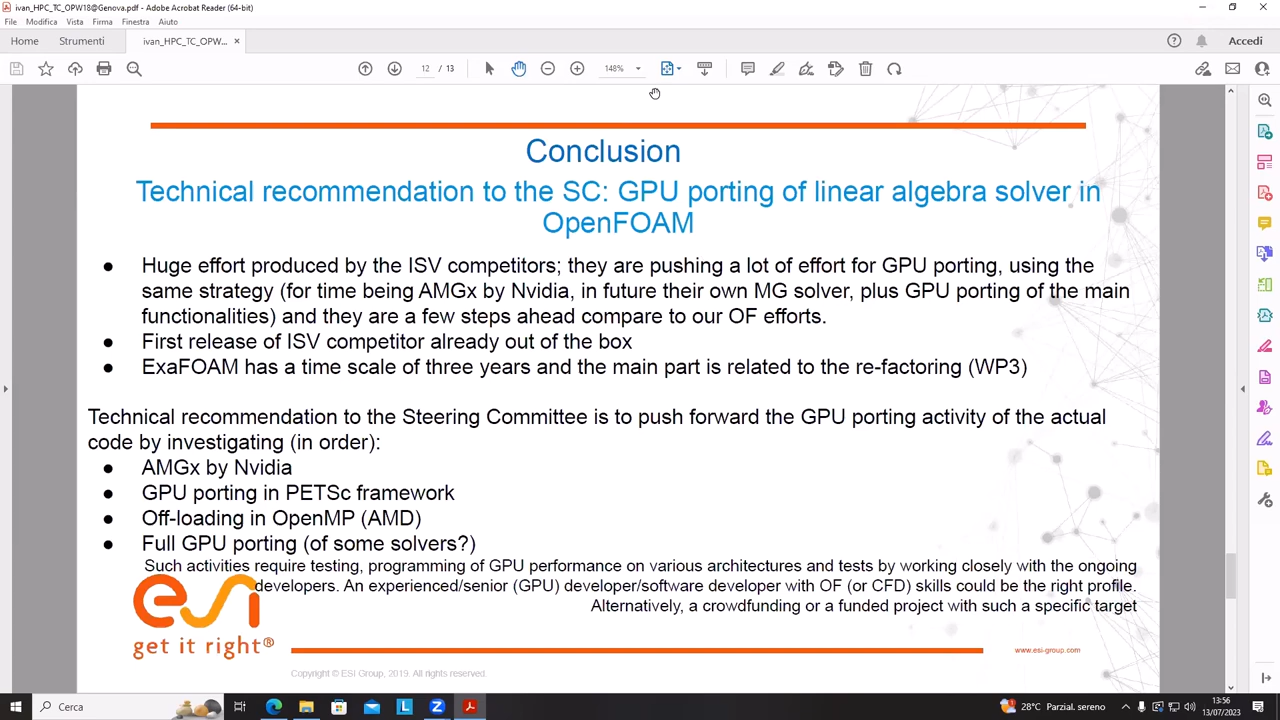 ivan_HPC_TC_OPW18@Genova.pdf - Adobe Acrobat Reader (64-bit)
File Modifica Vista Firma Finestra Aiuto
Home Strumenti ivan_HPC_TC_OPW... × Accedi
12 / 13 148%
Conclusion
Technical recommendation to the SC: GPU porting of linear algebra solver in
OpenFOAM
● Huge effort produced by the ISV competitors; they are pushing a lot of effort for GPU porting, using the
same strategy (for time being AMGx by Nvidia, in future their own MG solver, plus GPU porting of the main
functionalities) and they are a few steps ahead compare to our OF efforts.
● First release of ISV competitor already out of the box
● ExaFOAM has a time scale of three years and the main part is related to the re-factoring (WP3)
Technical recommendation to the Steering Committee is to push forward the GPU porting activity of the actual
code by investigating (in order):
● AMGx by Nvidia
● GPU porting in PETSc framework
● Off-loading in OpenMP (AMD)
● Full GPU porting (of some solvers?)
Such activities require testing, programming of GPU performance on various architectures and tests by working closely with the ongoing
developers. An experienced/senior (GPU) developer/software developer with OF (or CFD) skills could be the right profile.
Alternatively, a crowdfunding or a funded project with such a specific target
esi
get it right®
www.esi-group.com
Copyright © ESI Group, 2019. All rights reserved.
Cerca
28°C Parzial. sereno
13:56
13/07/2023